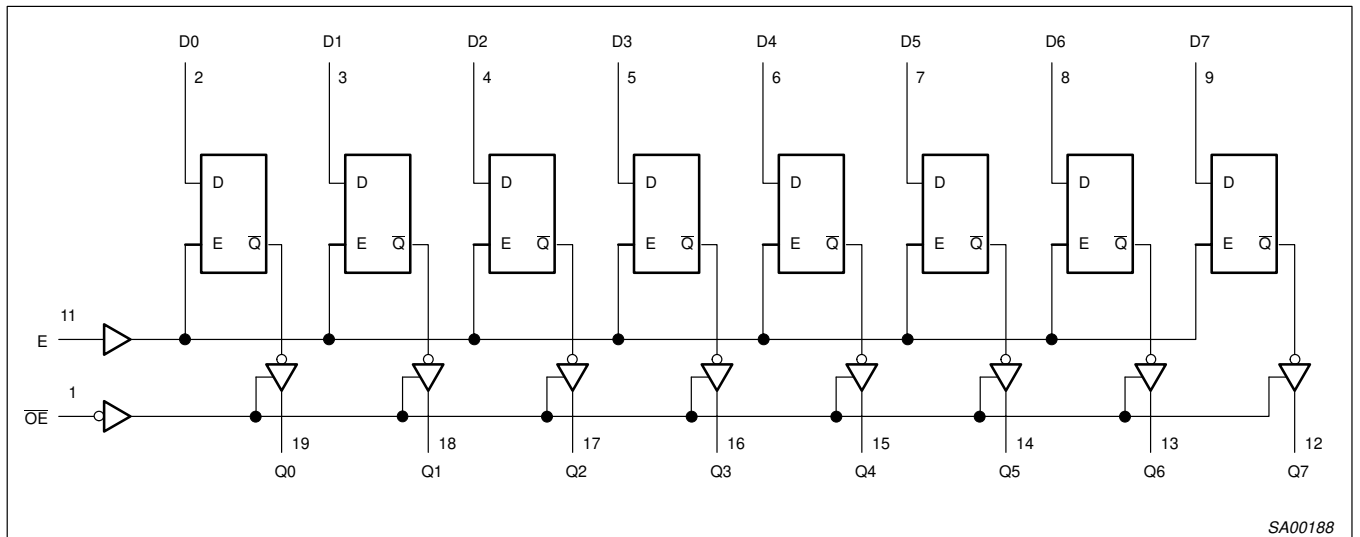 D0 D1 D2 D3 D4 D5 D6 D7
2 3 4 5 6 7 8 9
D D D D D D D D
E Q̅ E Q̅ E Q̅ E Q̅ E Q̅ E Q̅ E Q̅ E Q̅
11
E
1
O̅E̅
19 18 17 16 15 14 13 12
Q0 Q1 Q2 Q3 Q4 Q5 Q6 Q7
SA00188